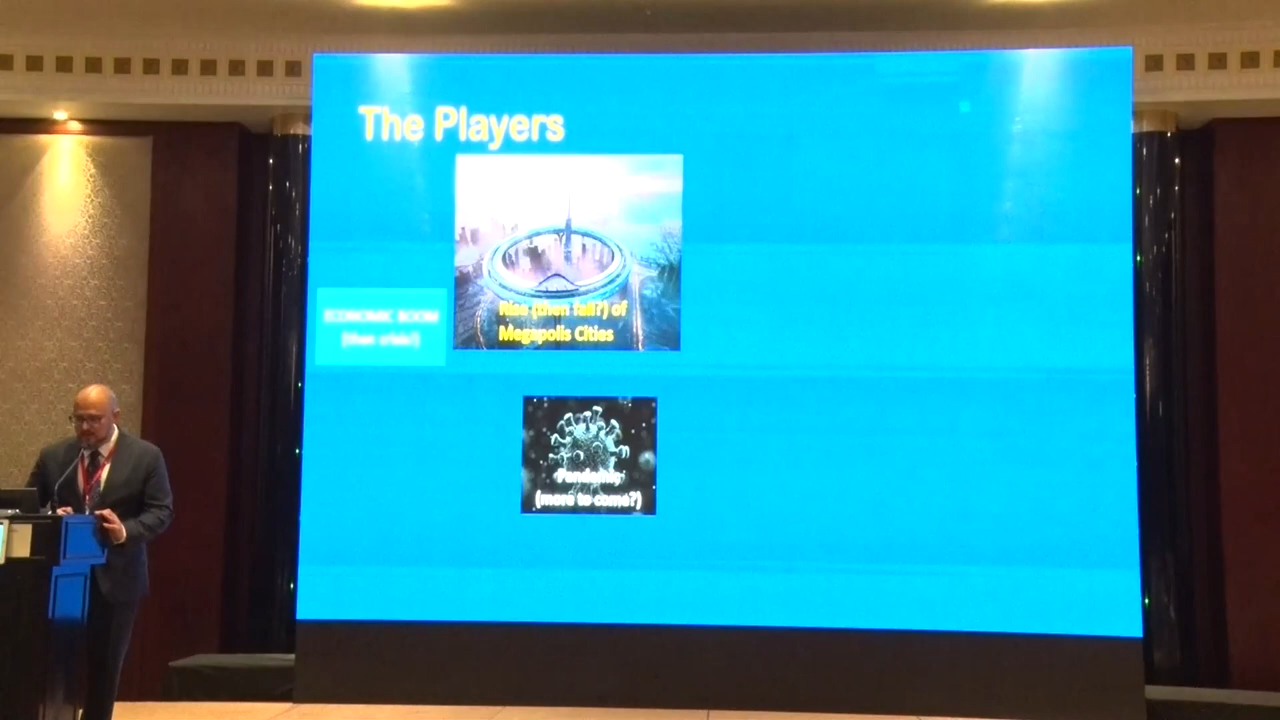 The Players
Rise (then fall?) of
Megapolis Cities
ECONOMIC BOOM
(then crisis?)
Pandemic
(more to come?)